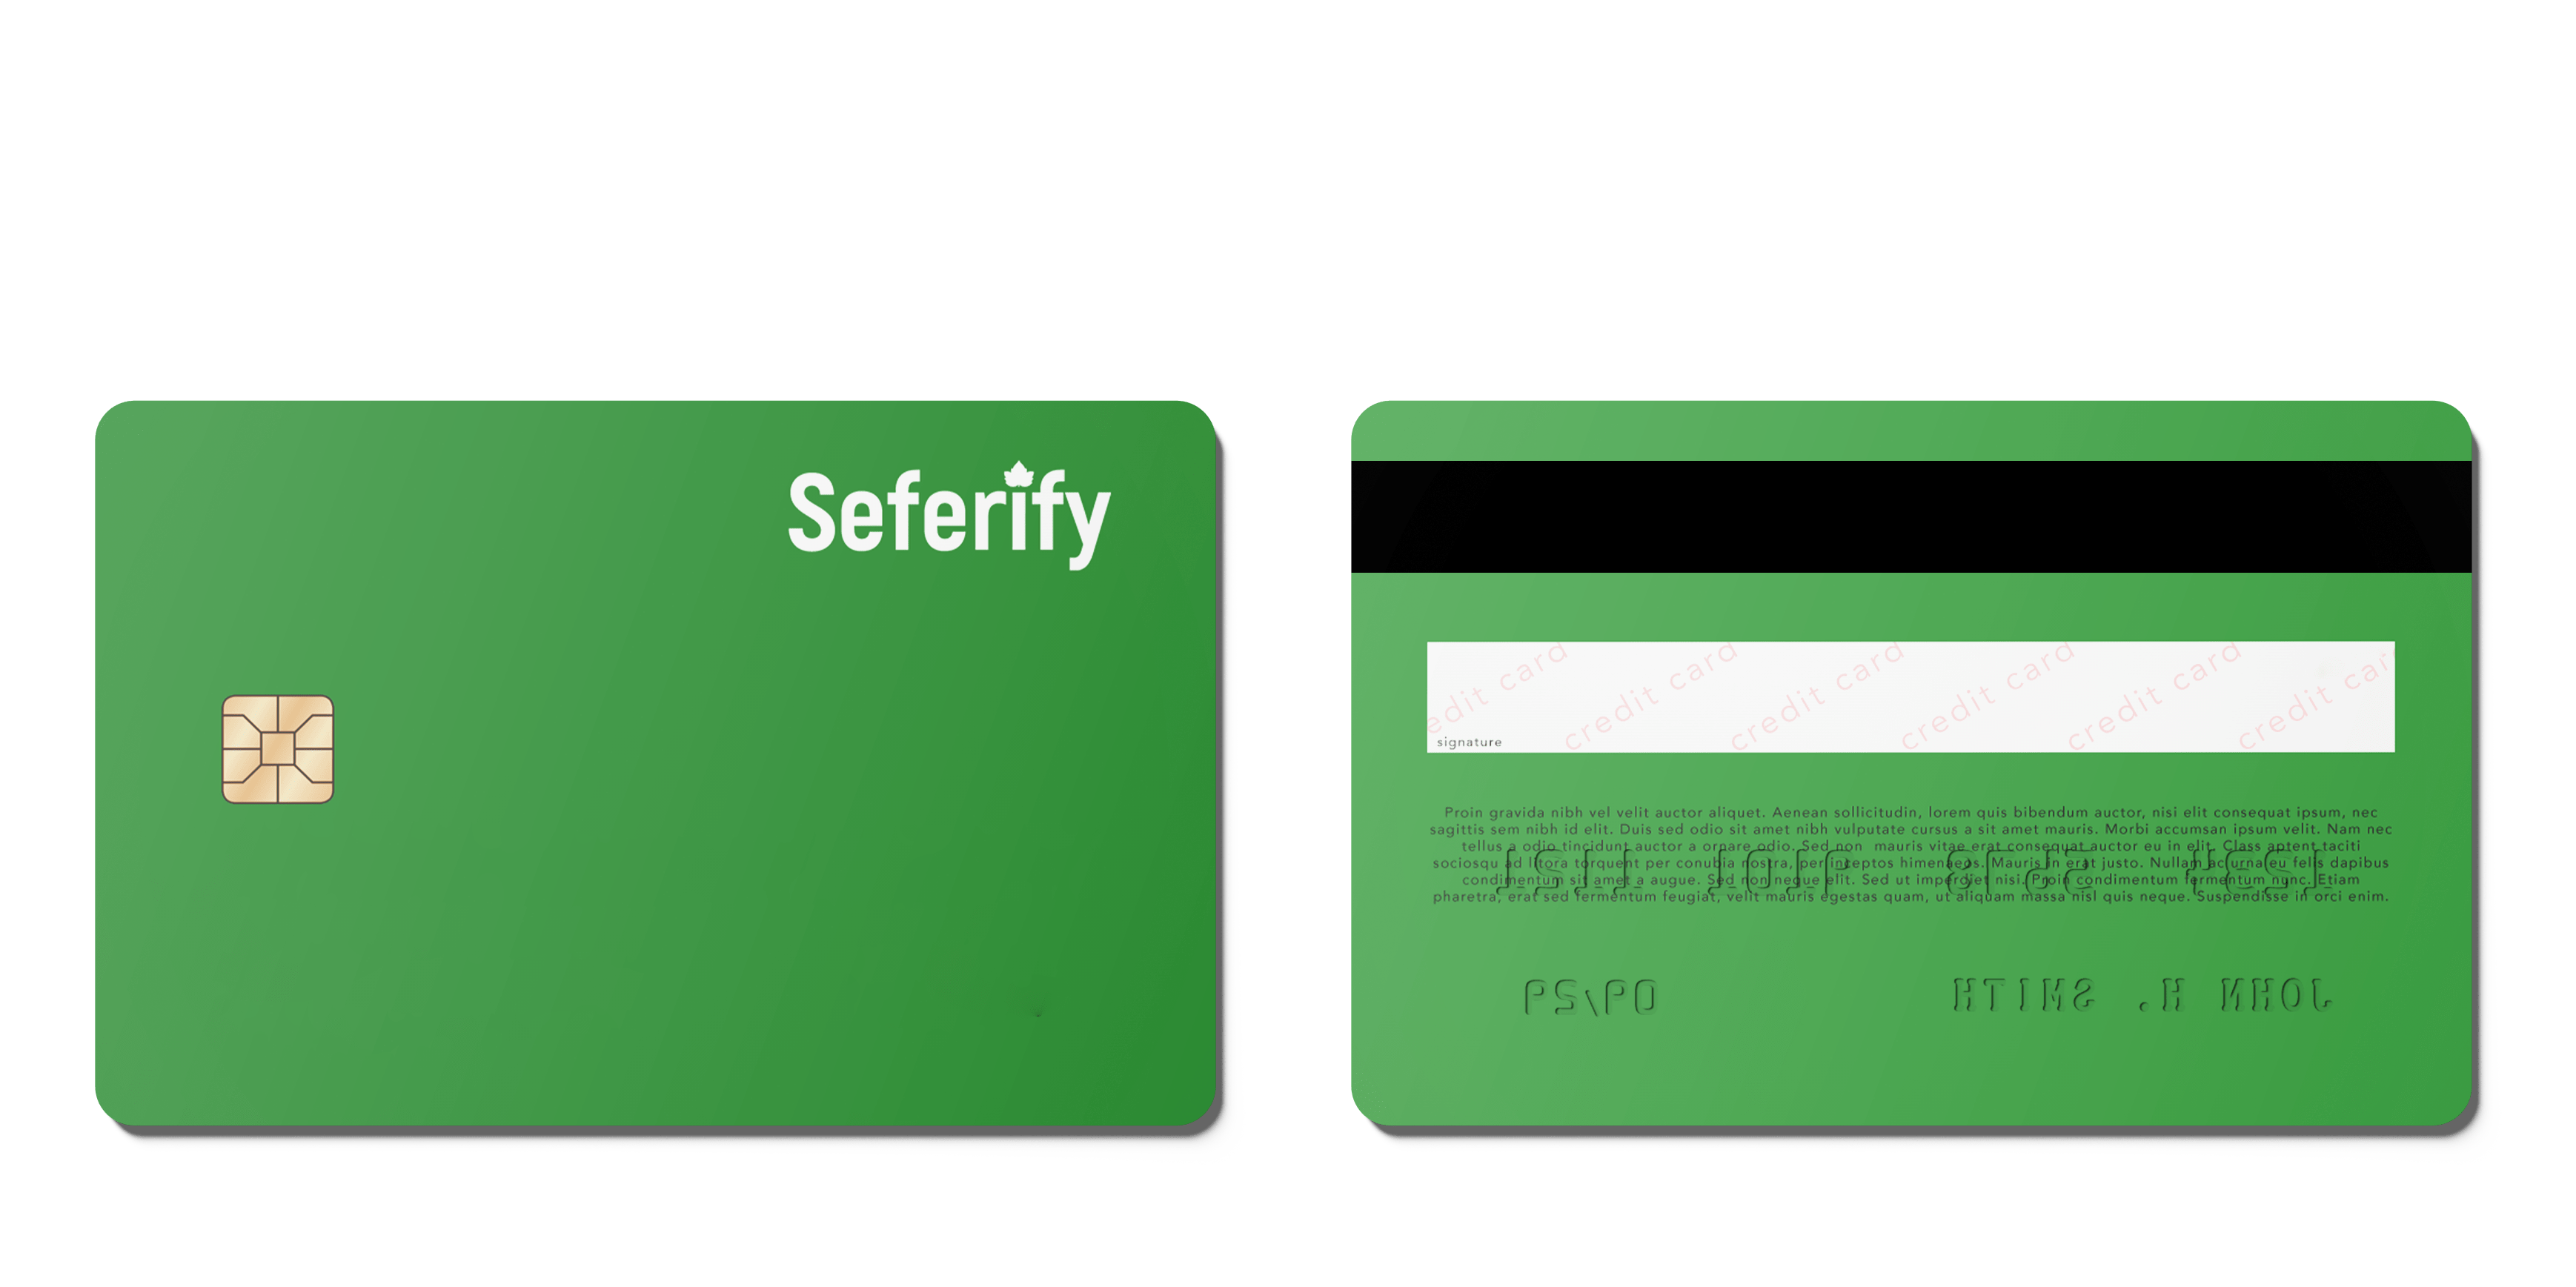 Seferify
edit card credit card credit card credit card credit card credit car
signature
Proin gravida nibh vel velit auctor aliquet. Aenean sollicitudin, lorem quis bibendum auctor, nisi elit consequat ipsum, nec
sagittis sem nibh id elit. Duis sed odio sit amet nibh vulputate cursus a sit amet mauris. Morbi accumsan ipsum velit. Nam nec
tellus a odio tincidunt auctor a ornare odio. Sed non mauris vitae erat consequat auctor eu in elit. Class aptent taciti
sociosqu ad litora torquent per conubia nostra, per inceptos himenaeos. Mauris in erat justo. Nullam ac urna eu felis dapibus
condimentum sit amet a augue. Sed non neque elit. Sed ut imperdiet nisi. Proin condimentum fermentum nunc. Etiam
pharetra, erat sed fermentum feugiat, velit mauris egestas quam, ut aliquam massa nisl quis neque. Suspendisse in orci enim.
JOHN H. SMITH 09/29